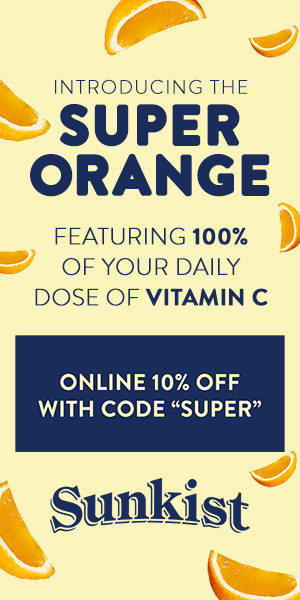 INTRODUCING THE
SUPER
ORANGE
FEATURING 100%
OF YOUR DAILY
DOSE OF VITAMIN C
ONLINE 10% OFF
WITH CODE “SUPER”
Sunkist